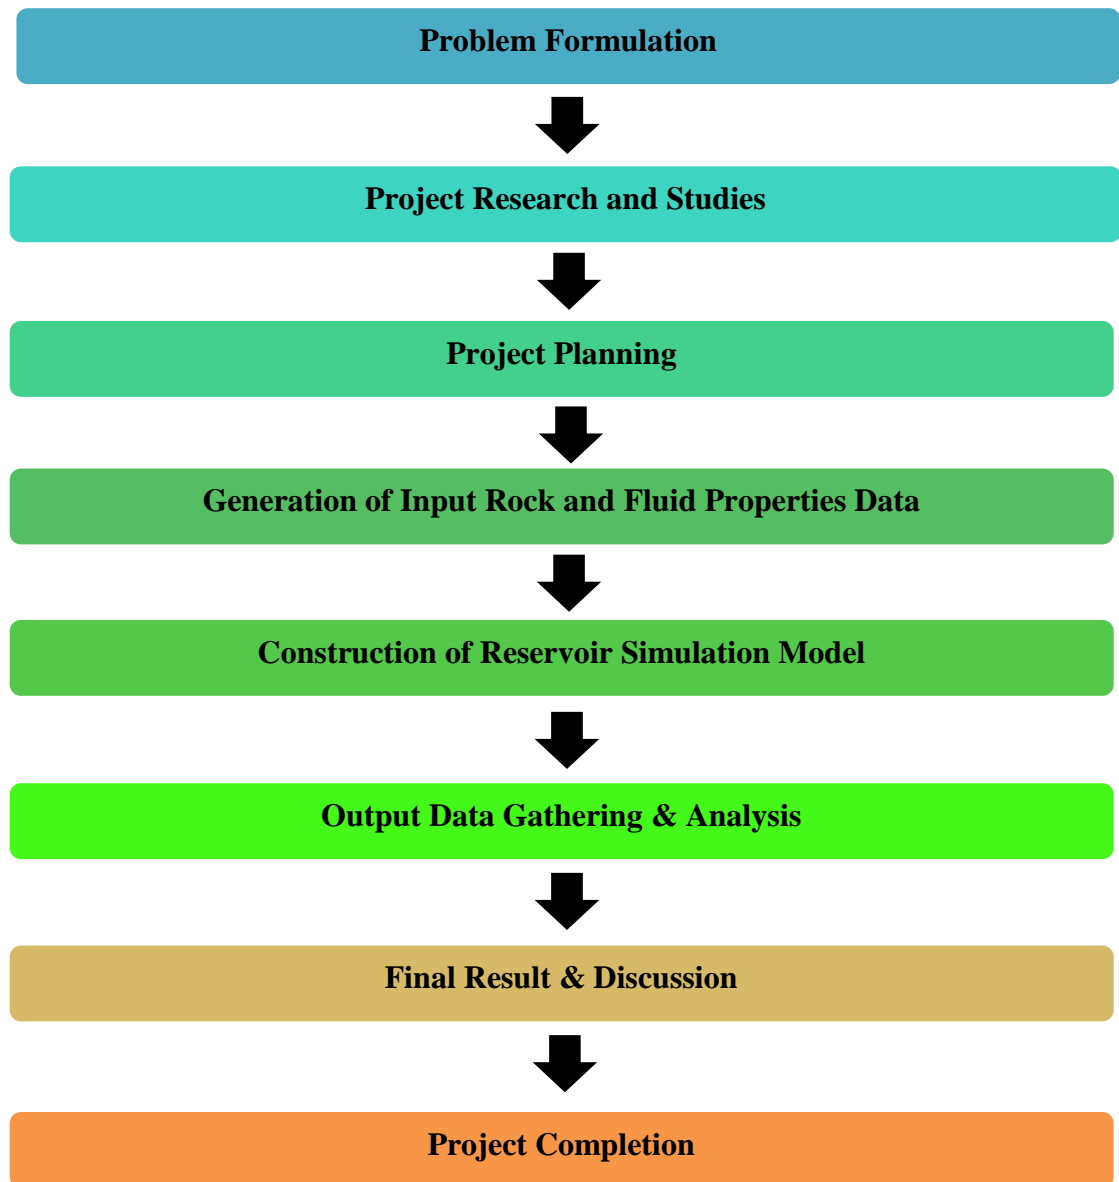 Problem Formulation
Project Research and Studies
Project Planning
Generation of Input Rock and Fluid Properties Data
Construction of Reservoir Simulation Model
Output Data Gathering & Analysis
Final Result & Discussion
Project Completion